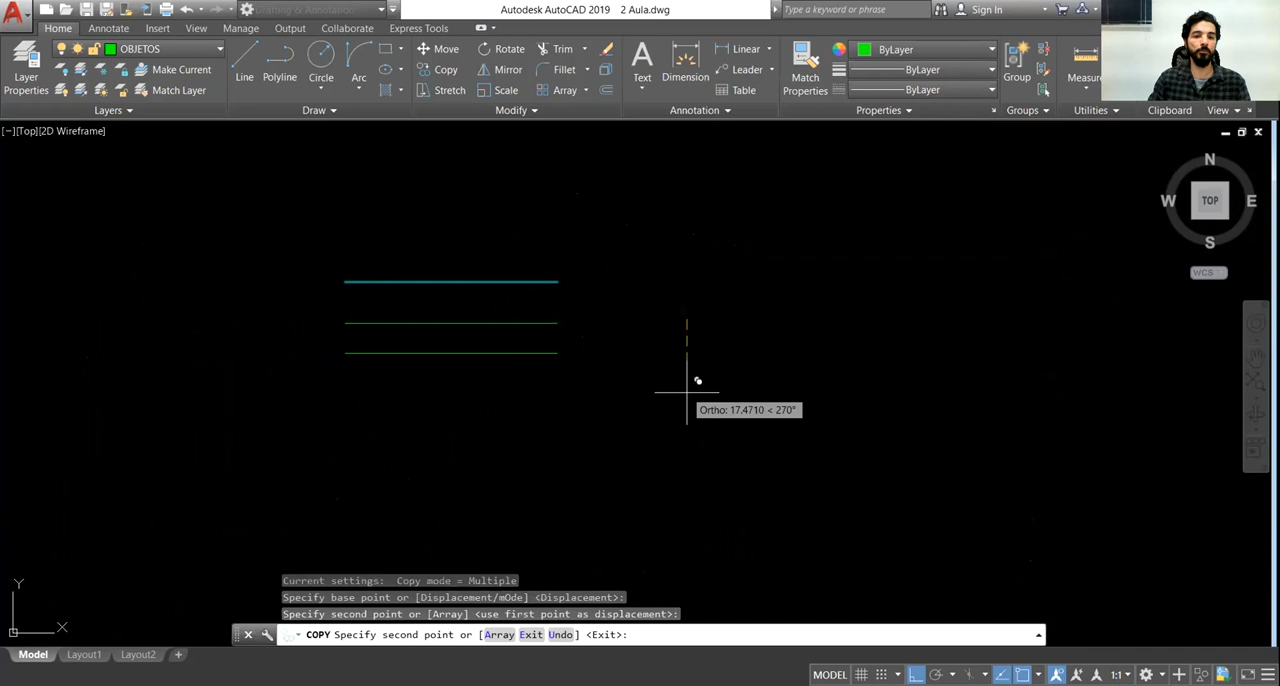 Drafting & Annotation
Autodesk AutoCAD 2019 2 Aula.dwg
Type a keyword or phrase
Sign In
Home Annotate Insert View Manage Output Collaborate Express Tools
Layer Properties
OBJETOS
Make Current
Match Layer
Layers
Line
Polyline
Circle
Arc
Draw
Move
Rotate
Trim
Copy
Mirror
Fillet
Stretch
Scale
Array
Modify
Text
Dimension
Linear
Leader
Table
Annotation
Match Properties
ByLayer
ByLayer
ByLayer
Properties
Group
Groups
Measure
Utilities
Clipboard
View
[−][Top][2D Wireframe]
N
W
TOP
E
S
WCS
Ortho: 17.4710 < 270°
Y
X
Current settings: Copy mode = Multiple
Specify base point or [Displacement/mOde] <Displacement>:
Specify second point or [Array] <use first point as displacement>:
COPY Specify second point or [Array Exit Undo] <Exit>:
Model Layout1 Layout2 +
MODEL
1:1